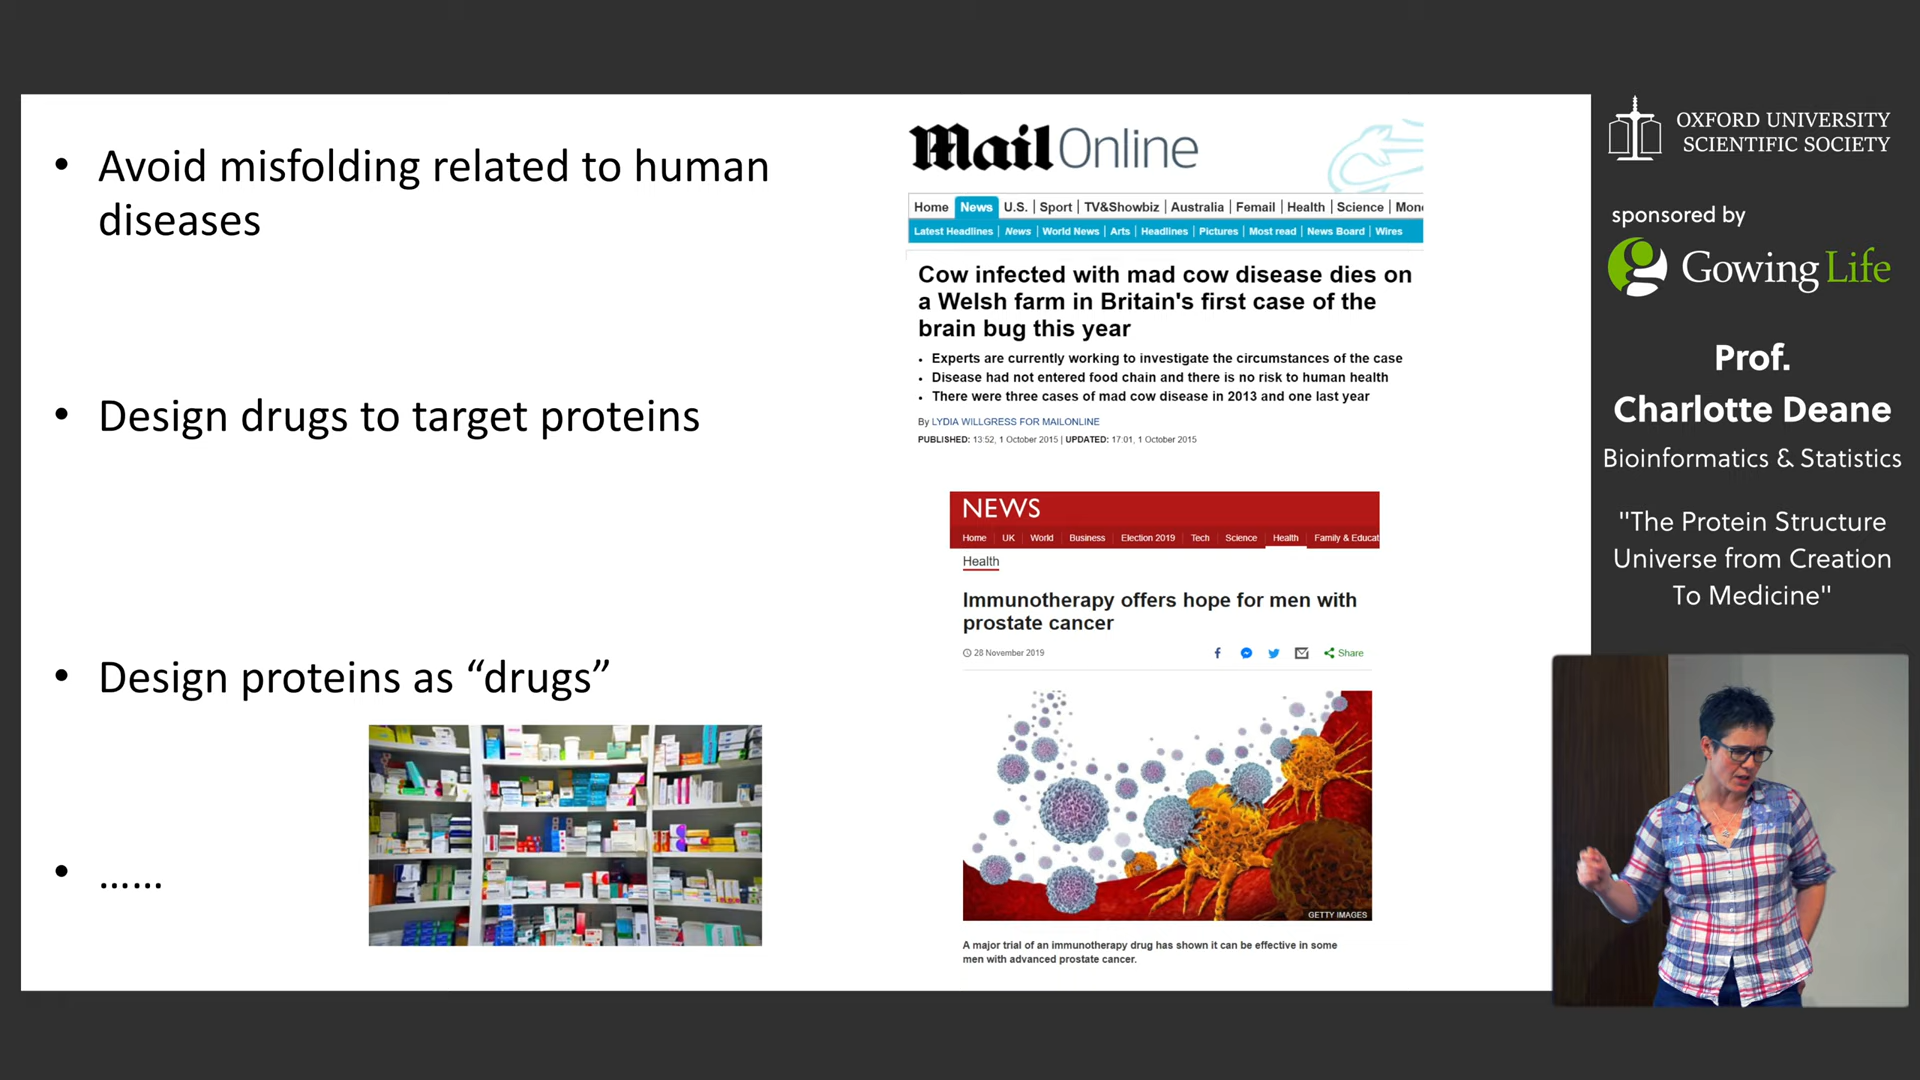 • Avoid misfolding related to human
diseases
• Design drugs to target proteins
• Design proteins as “drugs”
• ......
Mail Online
Home News U.S. | Sport | TV&Showbiz | Australia | Femail | Health | Science | Mon
Latest Headlines | News | World News | Arts | Headlines | Pictures | Most read | News Board | Wires
Cow infected with mad cow disease dies on
a Welsh farm in Britain's first case of the
brain bug this year
• Experts are currently working to investigate the circumstances of the case
• Disease had not entered food chain and there is no risk to human health
• There were three cases of mad cow disease in 2013 and one last year
By LYDIA WILLGRESS FOR MAILONLINE
PUBLISHED: 13:52, 1 October 2015 | UPDATED: 17:01, 1 October 2015
NEWS
Home UK World Business Election 2019 Tech Science Health Family & Educat
Health
Immunotherapy offers hope for men with
prostate cancer
28 November 2019
Share
GETTY IMAGES
A major trial of an immunotherapy drug has shown it can be effective in some
men with advanced prostate cancer.
OXFORD UNIVERSITY
SCIENTIFIC SOCIETY
sponsored by
Gowing Life
Prof.
Charlotte Deane
Bioinformatics & Statistics
"The Protein Structure
Universe from Creation
To Medicine"